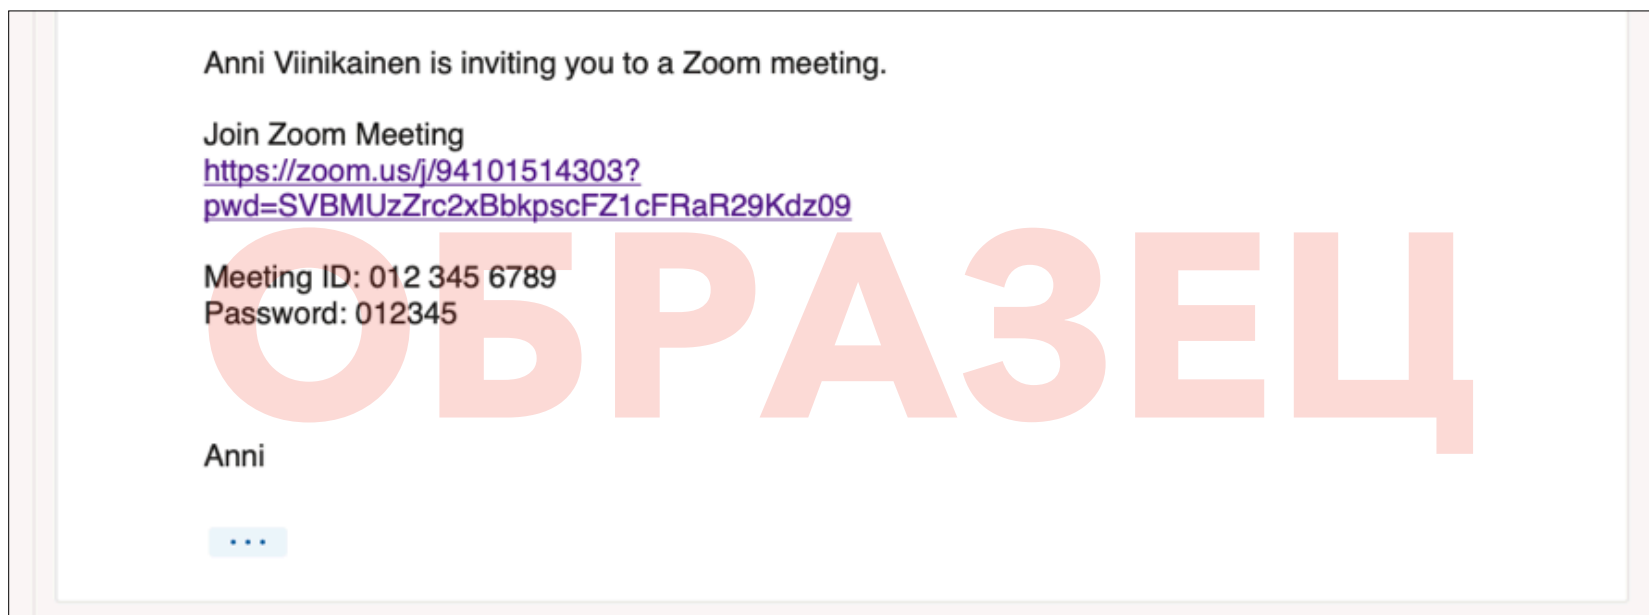 Anni Viinikainen is inviting you to a Zoom meeting.
Join Zoom Meeting
https://zoom.us/j/94101514303?
pwd=SVBMUzZrc2xBbkpscFZ1cFRaR29Kdz09
Meeting ID: 012 345 6789
Password: 012345
ОБРАЗЕЦ
Anni